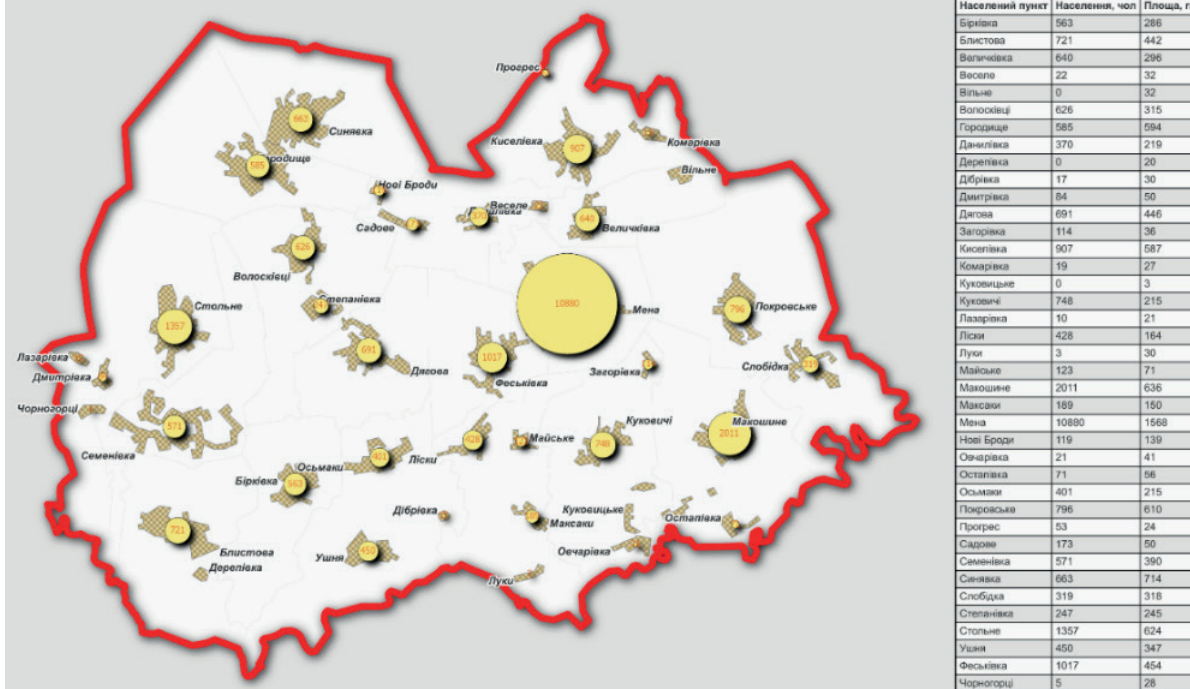 Прогрес
Синявка
663
Киселівка
907
Комарівка
585
Вільне
Нові Броди
Веселе
370
Садове
640
Величківка
626
Волосківці
Степанівка
10880
Мена
Стольне
1357
796
Покровське
691
Дягова
1017
Феськівка
Загорівка
Слобідка
Лазарівка
Дмитрівка
Чорногорці
571
Семенівка
428
Майське
Куковичі
748
Макошине
2011
Осьмаки
401
Ліски
Бірківка
563
Дібрівка
Куковицьке
Максаки
Остапівка
721
Блистова
Ушня
450
Овчарівка
Дерепівка
Луки
Населений пункт Населення, чол Площа, г
Бірківка 563 286
Блистова 721 442
Величківка 640 296
Веселе 22 32
Вільне 0 32
Волосківці 626 315
Городище 585 594
Данилівка 370 219
Дерепівка 0 20
Дібрівка 17 30
Дмитрівка 84 50
Дягова 691 446
Загорівка 114 36
Киселівка 907 587
Комарівка 19 27
Куковицьке 0 3
Куковичі 748 215
Лазарівка 10 21
Ліски 428 164
Луки 3 30
Майське 123 71
Макошине 2011 636
Максаки 189 150
Мена 10880 1568
Нові Броди 119 139
Овчарівка 21 41
Остапівка 71 56
Осьмаки 401 215
Покровське 796 610
Прогрес 53 24
Садове 173 50
Семенівка 571 390
Синявка 663 714
Слобідка 319 318
Степанівка 247 245
Стольне 1357 624
Ушня 450 347
Феськівка 1017 454
Чорногорці 5 28